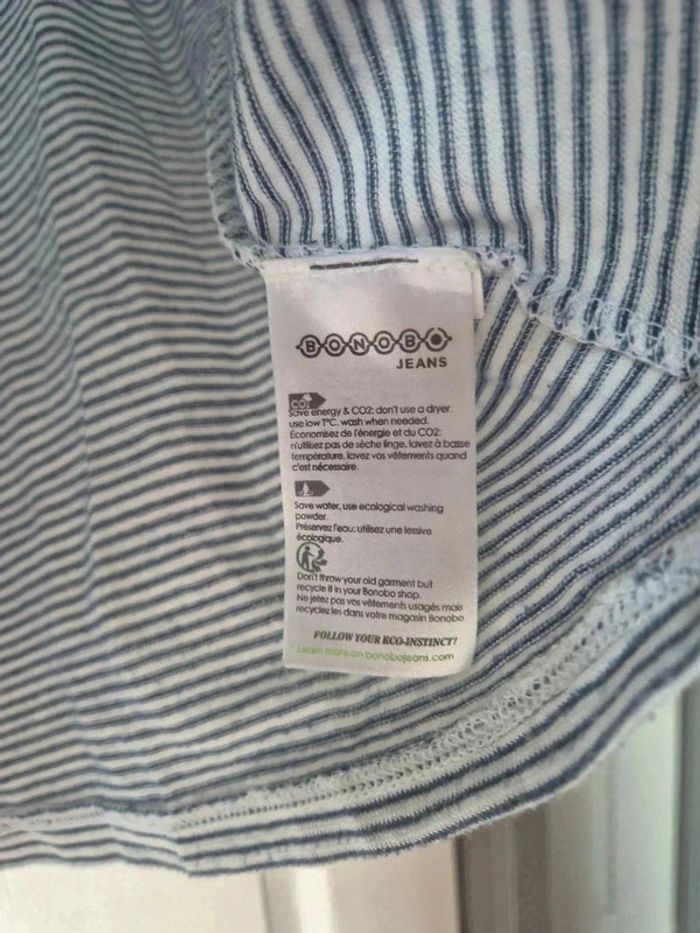 BONOBO
JEANS
CO2
Save energy & CO2: don't use a dryer.
use low T°C, wash when needed.
Économisez de l'énergie et du CO2:
n'utilisez pas de sèche linge, lavez à basse
température, lavez vos vêtements quand
c'est nécessaire.
Save water, use ecological washing
powder.
Préservez l'eau: utilisez une lessive
écologique.
Don't throw your old garment but
recycle it in your Bonobo shop.
Ne jetez pas vos vêtements usagés mais
recyclez les dans votre magasin Bonobo
FOLLOW YOUR ECO-INSTINCT!
Learn more on bonobojeans.com